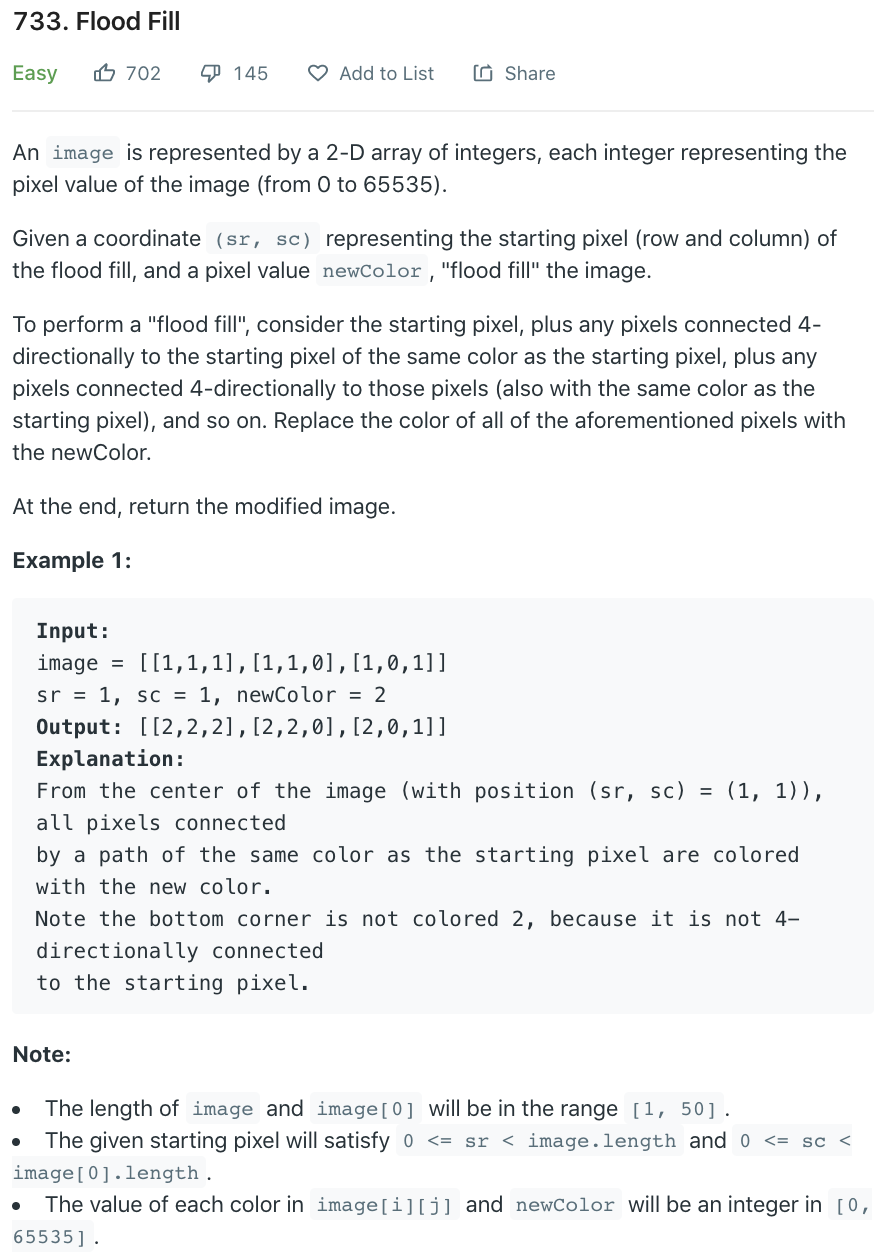 733. Flood Fill
Easy 702 145 Add to List Share
An image is represented by a 2-D array of integers, each integer representing the
pixel value of the image (from 0 to 65535).
Given a coordinate (sr, sc) representing the starting pixel (row and column) of
the flood fill, and a pixel value newColor, "flood fill" the image.
To perform a "flood fill", consider the starting pixel, plus any pixels connected 4-
directionally to the starting pixel of the same color as the starting pixel, plus any
pixels connected 4-directionally to those pixels (also with the same color as the
starting pixel), and so on. Replace the color of all of the aforementioned pixels with
the newColor.
At the end, return the modified image.
Example 1:
Input:
image = [[1,1,1],[1,1,0],[1,0,1]]
sr = 1, sc = 1, newColor = 2
Output: [[2,2,2],[2,2,0],[2,0,1]]
Explanation:
From the center of the image (with position (sr, sc) = (1, 1)),
all pixels connected
by a path of the same color as the starting pixel are colored
with the new color.
Note the bottom corner is not colored 2, because it is not 4-
directionally connected
to the starting pixel.
Note:
• The length of image and image[0] will be in the range [1, 50].
• The given starting pixel will satisfy 0 <= sr < image.length and 0 <= sc <
image[0].length.
• The value of each color in image[i][j] and newColor will be an integer in [0,
65535].